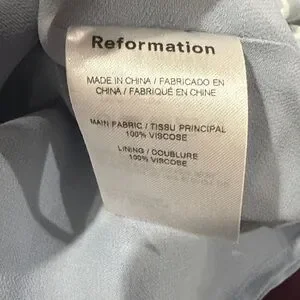 Reformation
MADE IN CHINA / FABRICADO EN
CHINA / FABRIQUÉ EN CHINE
MAIN FABRIC / TISSU PRINCIPAL
100% VISCOSE
LINING / DOUBLURE
100% VISCOSE